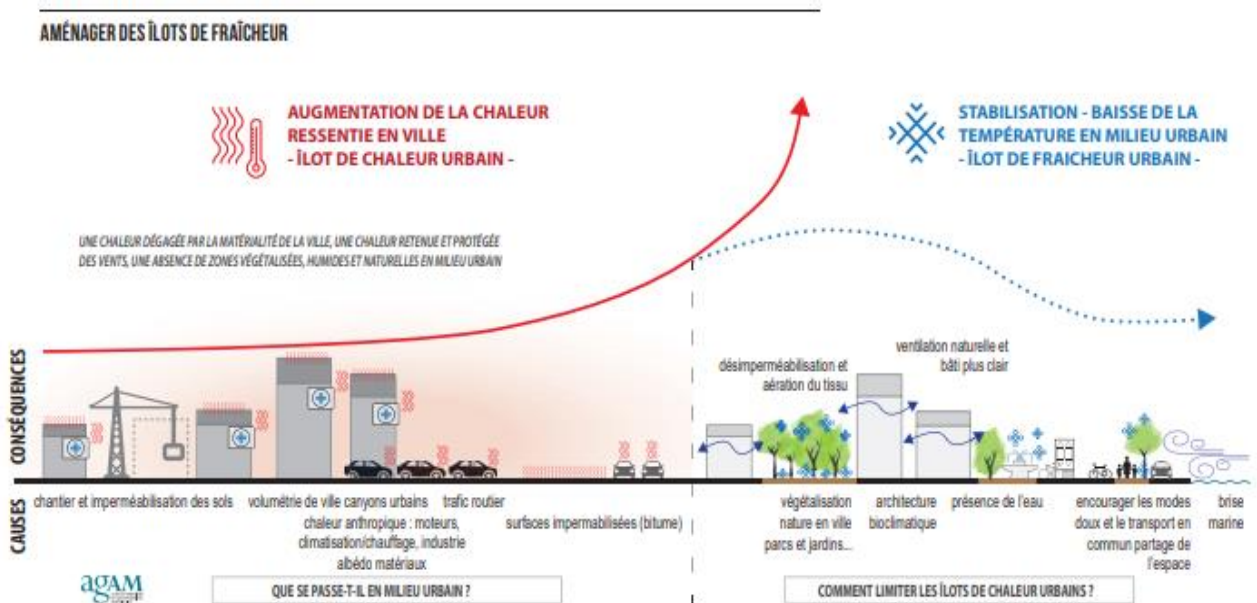 AMÉNAGER DES ÎLOTS DE FRAÎCHEUR
AUGMENTATION DE LA CHALEUR
RESSENTIE EN VILLE
- ÎLOT DE CHALEUR URBAIN -
STABILISATION - BAISSE DE LA
TEMPÉRATURE EN MILIEU URBAIN
- ÎLOT DE FRAICHEUR URBAIN -
UNE CHALEUR DÉGAGÉE PAR LA MATÉRIALITÉ DE LA VILLE, UNE CHALEUR RETENUE ET PROTÉGÉE
DES VENTS, UNE ABSENCE DE ZONES VÉGÉTALISÉES, HUMIDES ET NATURELLES EN MILIEU URBAIN
CONSÉQUENCES
désimperméabilisation et
aération du tissu
ventilation naturelle et
bâti plus clair
CAUSES
chantier et imperméabilisation des sols
volumétrie de ville canyons urbains
trafic routier
chaleur anthropique : moteurs,
climatisation/chauffage, industrie
albédo matériaux
surfaces impermabilisées (bitume)
végétalisation
nature en ville
parcs et jardins...
architecture
bioclimatique
présence de l'eau
encourager les modes
doux et le transport en
commun partage de
l'espace
brise
marine
agAM
QUE SE PASSE-T-IL EN MILIEU URBAIN ?
COMMENT LIMITER LES ÎLOTS DE CHALEUR URBAINS ?